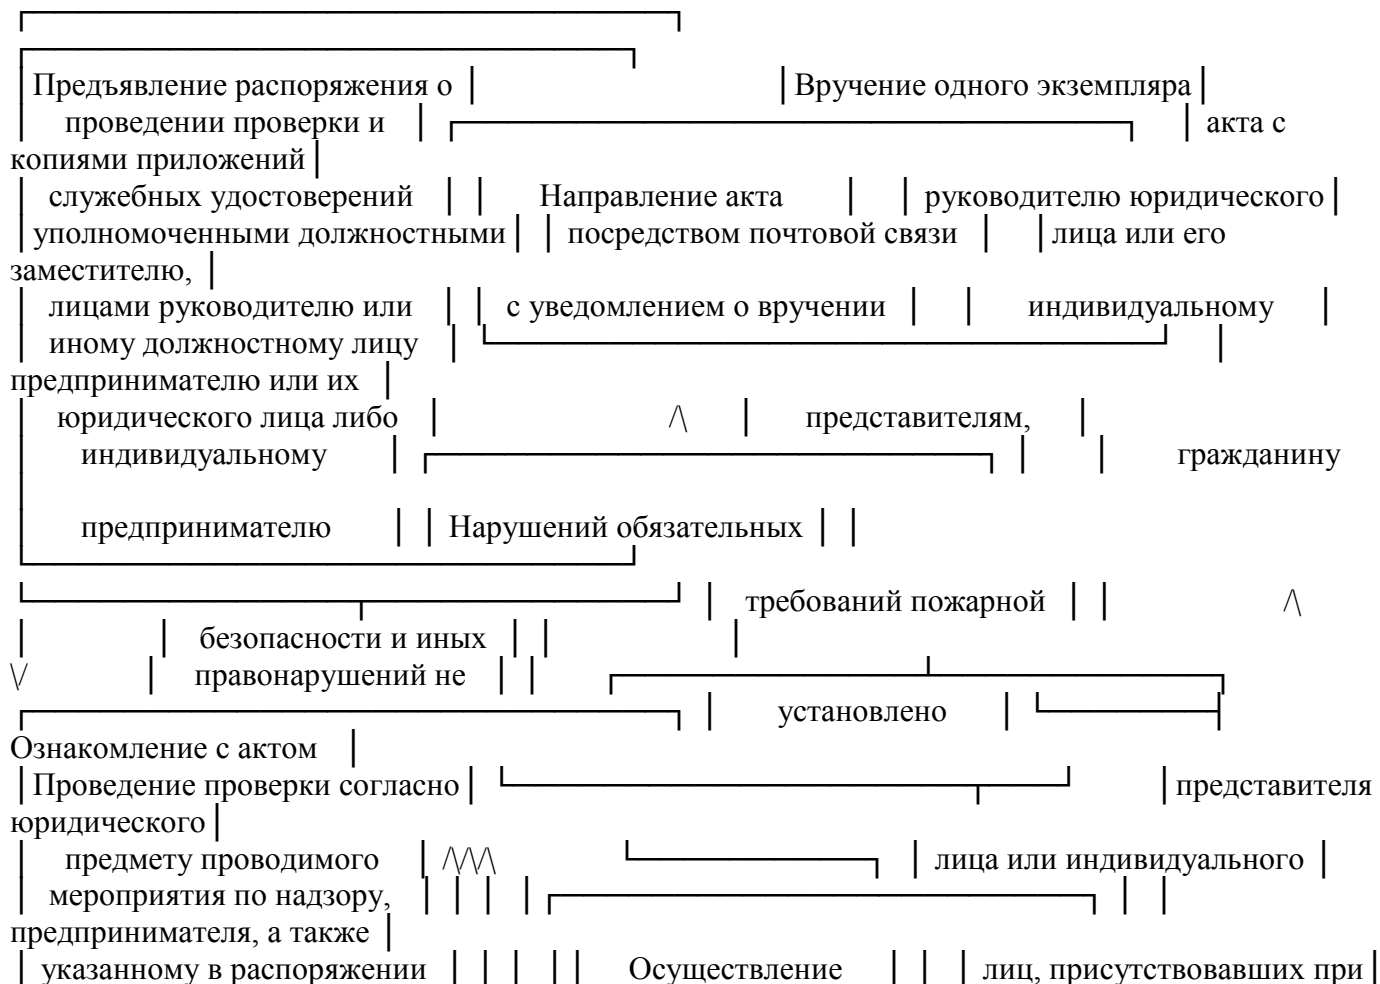 Предъявление распоряжения о Вручение одного экземпляра
проведении проверки и акта с
копиями приложений
служебных удостоверений Направление акта руководителю юридического
уполномоченными должностными посредством почтовой связи лица или его
заместителю,
лицами руководителю или с уведомлением о вручении индивидуальному
иному должностному лицу
предпринимателю или их
юридического лица либо представителям,
индивидуальному гражданину
предпринимателю Нарушений обязательных
требований пожарной
безопасности и иных
правонарушений не
установлено
Ознакомление с актом
Проведение проверки согласно представителя
юридического
предмету проводимого лица или индивидуального
мероприятия по надзору,
предпринимателя, а также
указанному в распоряжении Осуществление лиц, присутствовавших при